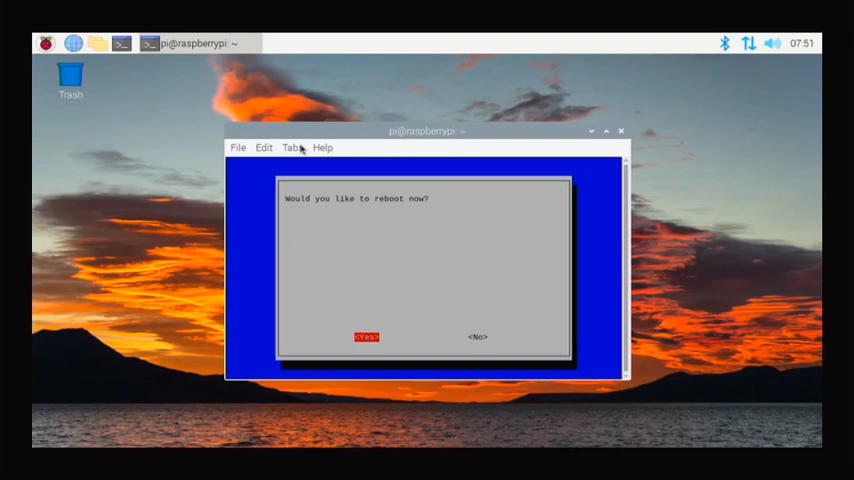 pi@raspberrypi: ~
07:51
Trash
pi@raspberrypi: ~
File Edit Tabs Help
Would you like to reboot now?
<Yes> <No>